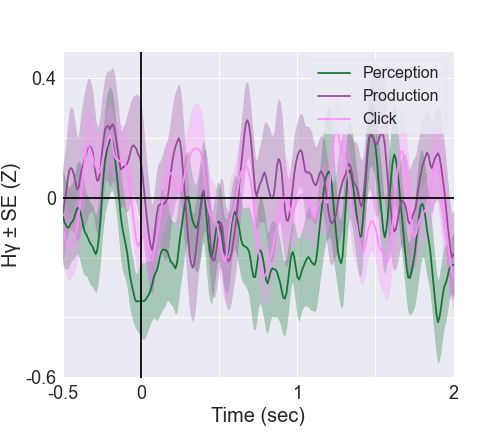 Perception
Production
Click
0.4
0
-0.6
Hγ ± SE (Z)
-0.5
0
1
2
Time (sec)